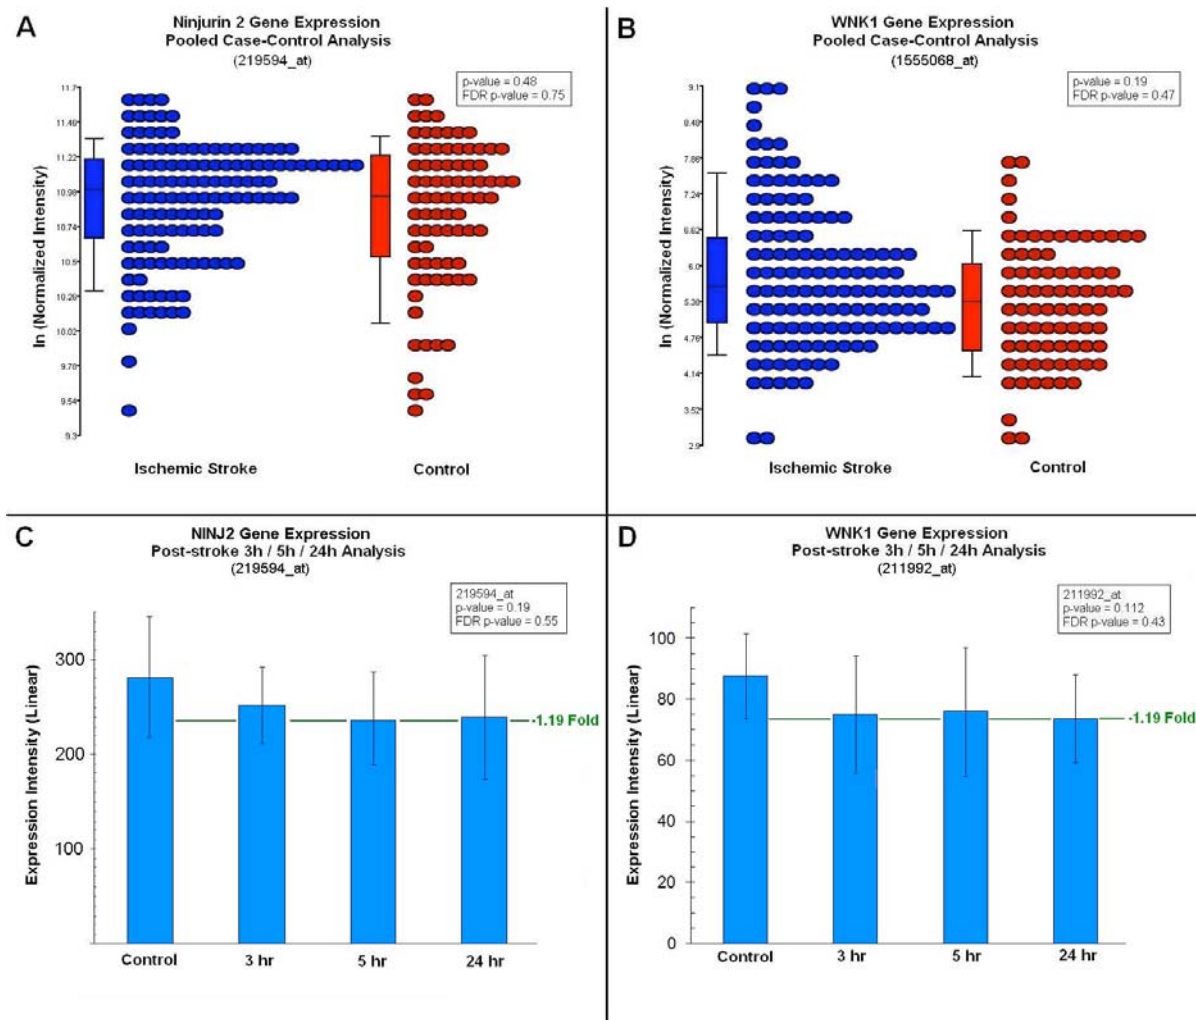 A
Ninjurin 2 Gene Expression
Pooled Case-Control Analysis
(219594_at)
p-value = 0.48
FDR p-value = 0.75
ln (Normalized Intensity)
11.7
11.46
11.22
10.98
10.74
10.5
10.26
10.02
9.78
9.54
9.3
Ischemic Stroke
Control
B
WNK1 Gene Expression
Pooled Case-Control Analysis
(1555068_at)
p-value = 0.19
FDR p-value = 0.47
ln (Normalized Intensity)
9.1
8.48
7.86
7.24
6.62
6.0
5.38
4.76
4.14
3.52
2.9
Ischemic Stroke
Control
C
NINJ2 Gene Expression
Post-stroke 3h / 5h / 24h Analysis
(219594_at)
219594_at
p-value = 0.19
FDR p-value = 0.55
Expression Intensity (Linear)
300
200
100
-1.19 Fold
Control
3 hr
5 hr
24 hr
D
WNK1 Gene Expression
Post-stroke 3h / 5h / 24h Analysis
(211992_at)
211992_at
p-value = 0.112
FDR p-value = 0.43
Expression Intensity (Linear)
100
80
60
40
20
0
-1.19 Fold
Control
3 hr
5 hr
24 hr